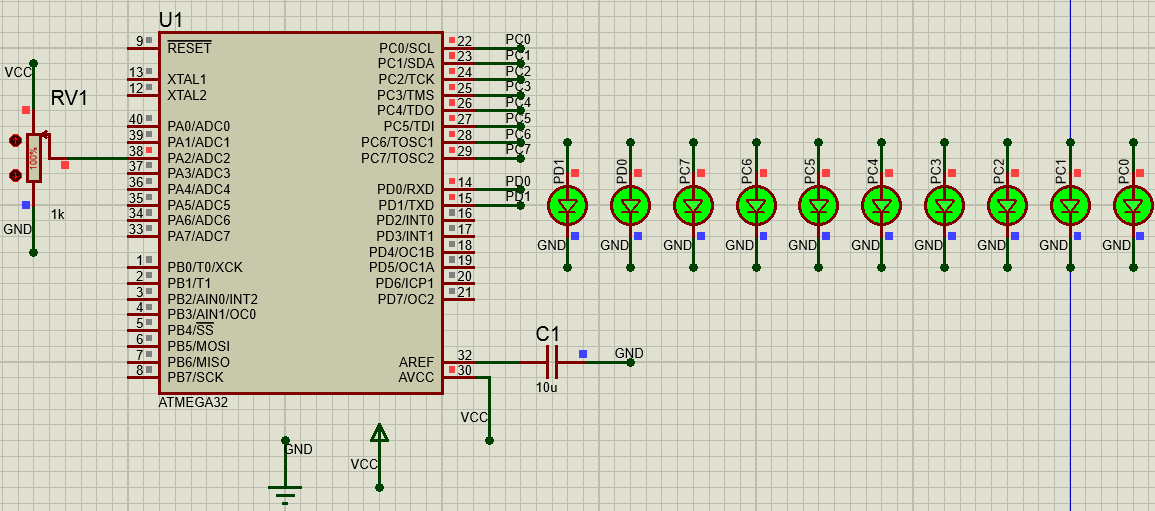 U1
9 RESET
13 XTAL1
12 XTAL2
40 PA0/ADC0
39 PA1/ADC1
38 PA2/ADC2
37 PA3/ADC3
36 PA4/ADC4
35 PA5/ADC5
34 PA6/ADC6
33 PA7/ADC7
1 PB0/T0/XCK
2 PB1/T1
3 PB2/AIN0/INT2
4 PB3/AIN1/OC0
5 PB4/SS
6 PB5/MOSI
7 PB6/MISO
8 PB7/SCK
PC0/SCL 22 PC0
PC1/SDA 23 PC1
PC2/TCK 24 PC2
PC3/TMS 25 PC3
PC4/TDO 26 PC4
PC5/TDI 27 PC5
PC6/TOSC1 28 PC6
PC7/TOSC2 29 PC7
PD0/RXD 14 PD0
PD1/TXD 15 PD1
PD2/INT0 16
PD3/INT1 17
PD4/OC1B 18
PD5/OC1A 19
PD6/ICP1 20
PD7/OC2 21
AREF 32
AVCC 30
ATMEGA32
VCC
RV1
100%
1k
GND
PD1 PD0 PC7 PC6 PC5 PC4 PC3 PC2 PC1 PC0
GND GND GND GND GND GND GND GND GND GND
C1
10u
GND
VCC
GND
VCC